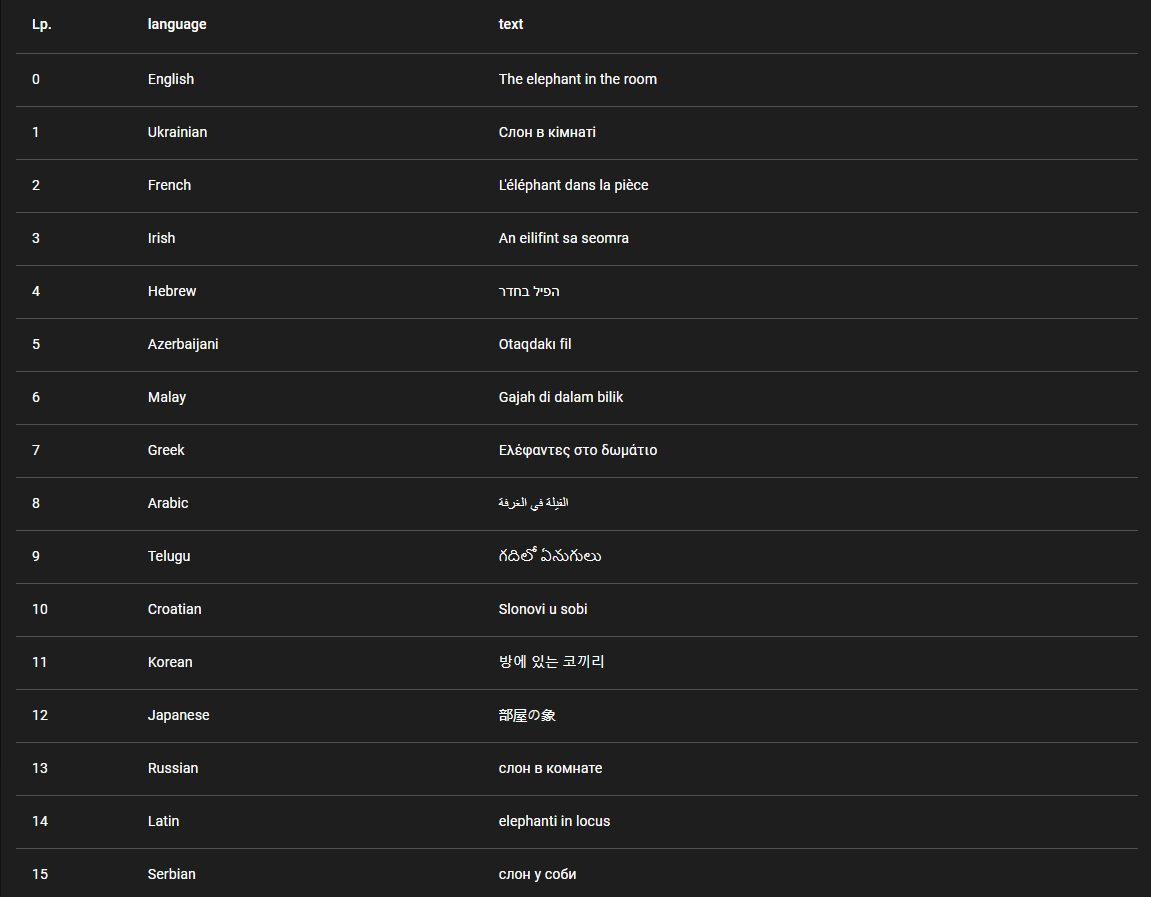 Lp. language text
0 English The elephant in the room
1 Ukrainian Слон в кімнаті
2 French L'éléphant dans la pièce
3 Irish An eilifint sa seomra
4 Hebrew הפיל בחדר
5 Azerbaijani Otaqdakı fil
6 Malay Gajah di dalam bilik
7 Greek Ελέφαντες στο δωμάτιο
8 Arabic الفيلة في الغرفة
9 Telugu గదిలో ఏనుగులు
10 Croatian Slonovi u sobi
11 Korean 방에 있는 코끼리
12 Japanese 部屋の象
13 Russian слон в комнате
14 Latin elephanti in locus
15 Serbian слон у соби